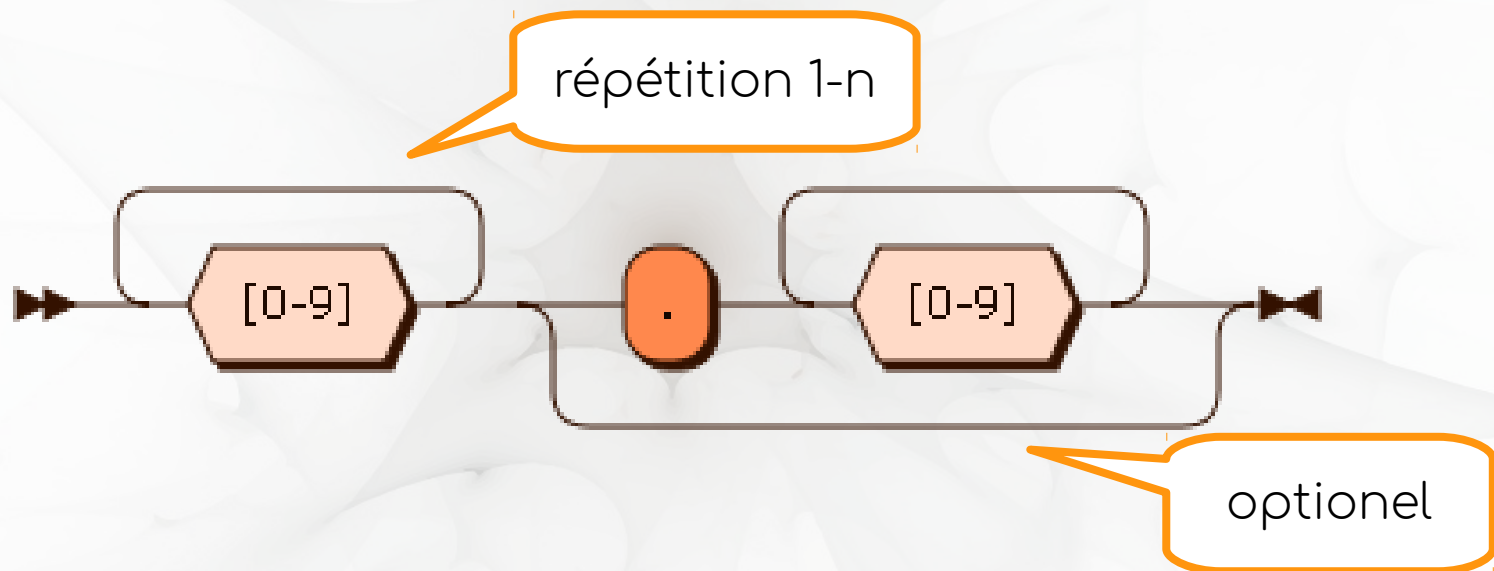 répétition 1-n
[0-9] . [0-9]
optionel